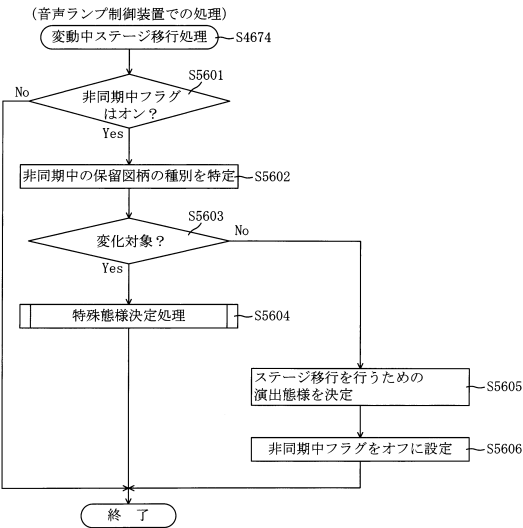 (音声ランプ制御装置での処理)
変動中ステージ移行処理
S4674
S5601
No
非同期中フラグ
はオン？
Yes
非同期中の保留図柄の種別を特定
S5602
S5603
No
変化対象？
Yes
特殊態様決定処理
S5604
ステージ移行を行うための
演出態様を決定
S5605
非同期中フラグをオフに設定
S5606
終 了